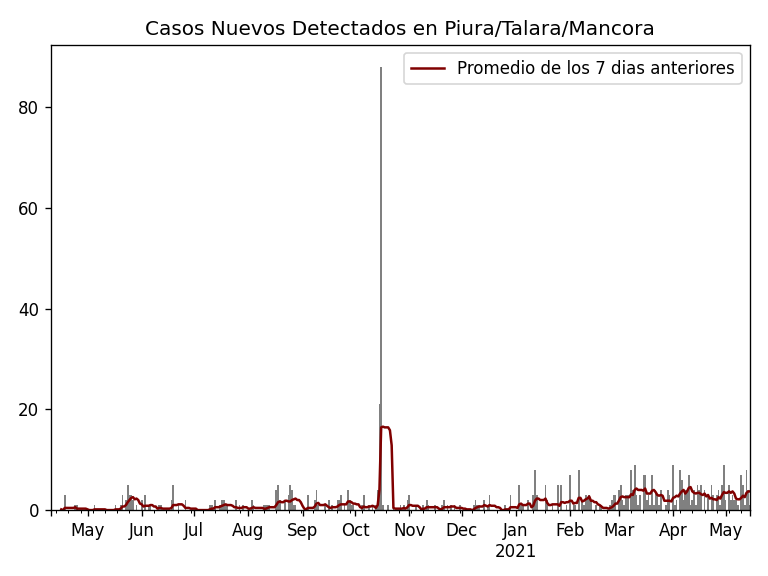 Casos Nuevos Detectados en Piura/Talara/Mancora
Promedio de los 7 dias anteriores
80
60
40
20
0
May Jun Jul Aug Sep Oct Nov Dec Jan Feb Mar Apr May
2021